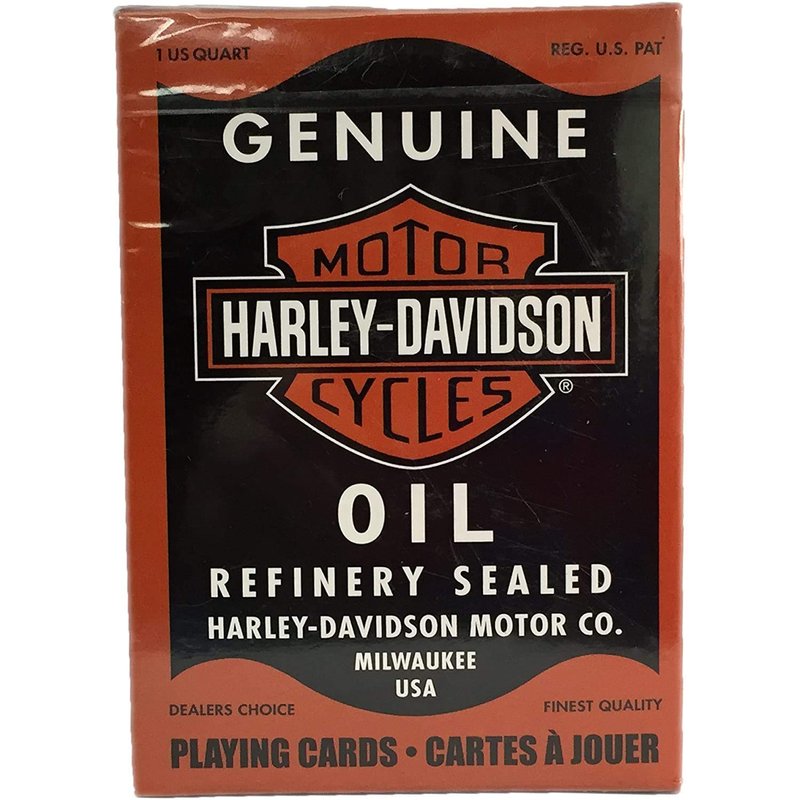 1 US QUART
REG. U.S. PAT
GENUINE
MOTOR
HARLEY-DAVIDSON
CYCLES
®
OIL
REFINERY SEALED
HARLEY-DAVIDSON MOTOR CO.
MILWAUKEE
USA
DEALERS CHOICE
FINEST QUALITY
PLAYING CARDS • CARTES À JOUER